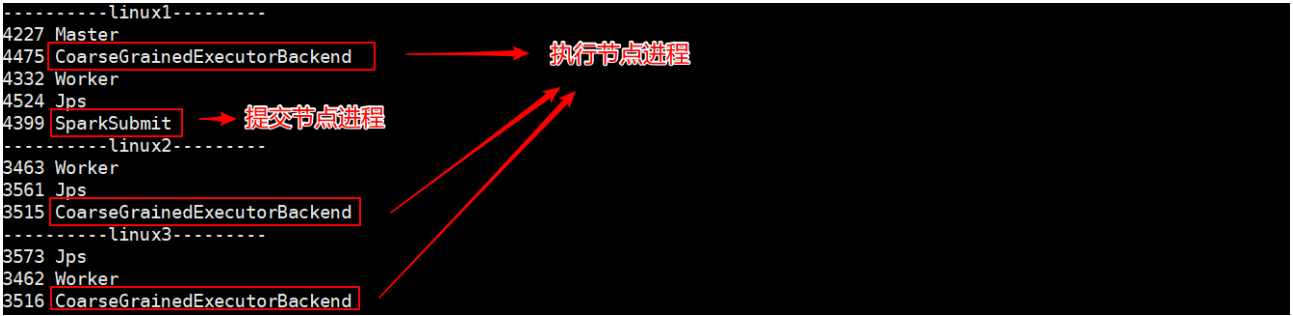 ----------linux1---------
4227 Master
4475 CoarseGrainedExecutorBackend 执行节点进程
4332 Worker
4524 Jps
4399 SparkSubmit 提交节点进程
----------linux2---------
3463 Worker
3561 Jps
3515 CoarseGrainedExecutorBackend
----------linux3---------
3573 Jps
3462 Worker
3516 CoarseGrainedExecutorBackend